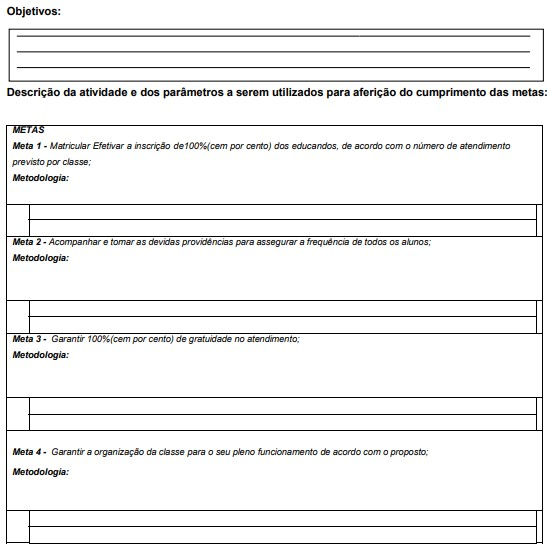 Objetivos:
Descrição da atividade e dos parâmetros a serem utilizados para aferição do cumprimento das metas:
METAS
Meta 1 - Matricular Efetivar a inscrição de100%(cem por cento) dos educandos, de acordo com o número de atendimento
previsto por classe;
Metodologia:
Meta 2 - Acompanhar e tomar as devidas providências para assegurar a frequência de todos os alunos;
Metodologia:
Meta 3 - Garantir 100%(cem por cento) de gratuidade no atendimento;
Metodologia:
Meta 4 - Garantir a organização da classe para o seu pleno funcionamento de acordo com o proposto;
Metodologia: